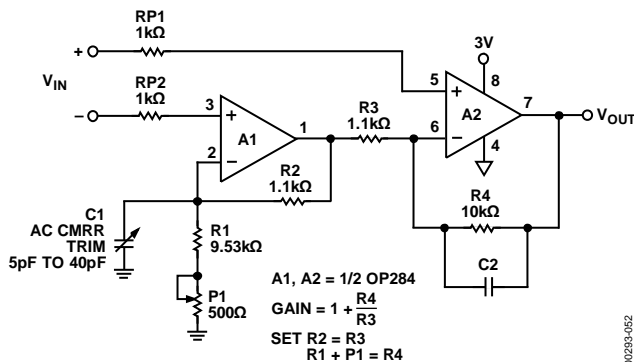 RP1
1kΩ
+
V_IN
RP2
1kΩ
−
3
+
A1
2
−
1
R3
1.1kΩ
R2
1.1kΩ
3V
5
+
8
A2
7
V_OUT
6
−
4
R4
10kΩ
C2
C1
AC CMRR
TRIM
5pF TO 40pF
R1
9.53kΩ
P1
500Ω
A1, A2 = 1/2 OP284
GAIN = 1 + R4/R3
SET R2 = R3
R1 + P1 = R4
00293-052